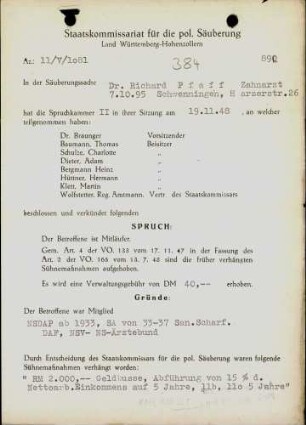 Staatskommissariat für die pol. Säuberung
Land Württemberg-Hohenzollern
Az.: 11/7/1081
384
890
In der Säuberungssache
Dr. Richard Pfaff Zahnarzt
7.10.95 Schwenningen, Harzerstr.26
hat die Spruchkammer II in ihrer Sitzung am 19.11.48, an welcher
teilgenommen haben:
Dr. Braunger Vorsitzender
Baumann, Thomas Beisitzer
Schulze, Charlotte "
Dieter, Adam "
Bergmann Heinz "
Hüttner, Hermann "
Klett, Martin "
Wolfstetter, Reg. Amtmann, Vertr. des Staatskommissars
beschlossen und verkündet folgenden
SPRUCH:
Der Betroffene ist Mitläufer.
Gem. Art. 4 der VO. 133 vom 17. 11. 47 in der Fassung des
Art. 2 der VO. 165 vom 13. 7. 48 sind die früher verhängten
Sühnemaßnahmen aufgehoben.
Es wird eine Verwaltungsgebühr von DM 40,-- erhoben.
Gründe:
Der Betroffene war Mitglied
NSDAP ab 1933, SA von 33-37 San.Scharf.
DAF, NSV- NS-Ärztebund
Durch Entscheidung des Staatskommissars für die pol. Säuberung waren folgende
Sühnemaßnahmen verhängt worden:
" RM 2.000,-- Geldbusse, Abführung von 15 % d.
Nettoarb.Einkommens auf 5 Jahre, 11b, 11c 5 Jahre"